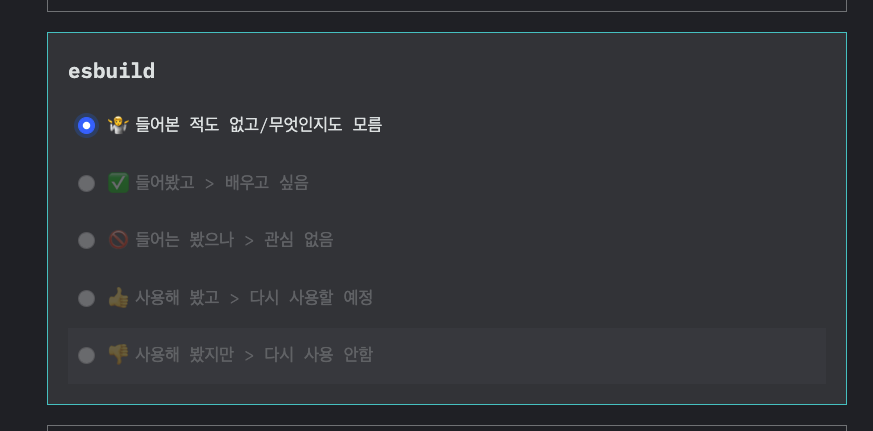 esbuild
🤷 들어본 적도 없고/무엇인지도 모름
✅ 들어봤고 > 배우고 싶음
🚫 들어는 봤으나 > 관심 없음
👍 사용해 봤고 > 다시 사용할 예정
👎 사용해 봤지만 > 다시 사용 안함